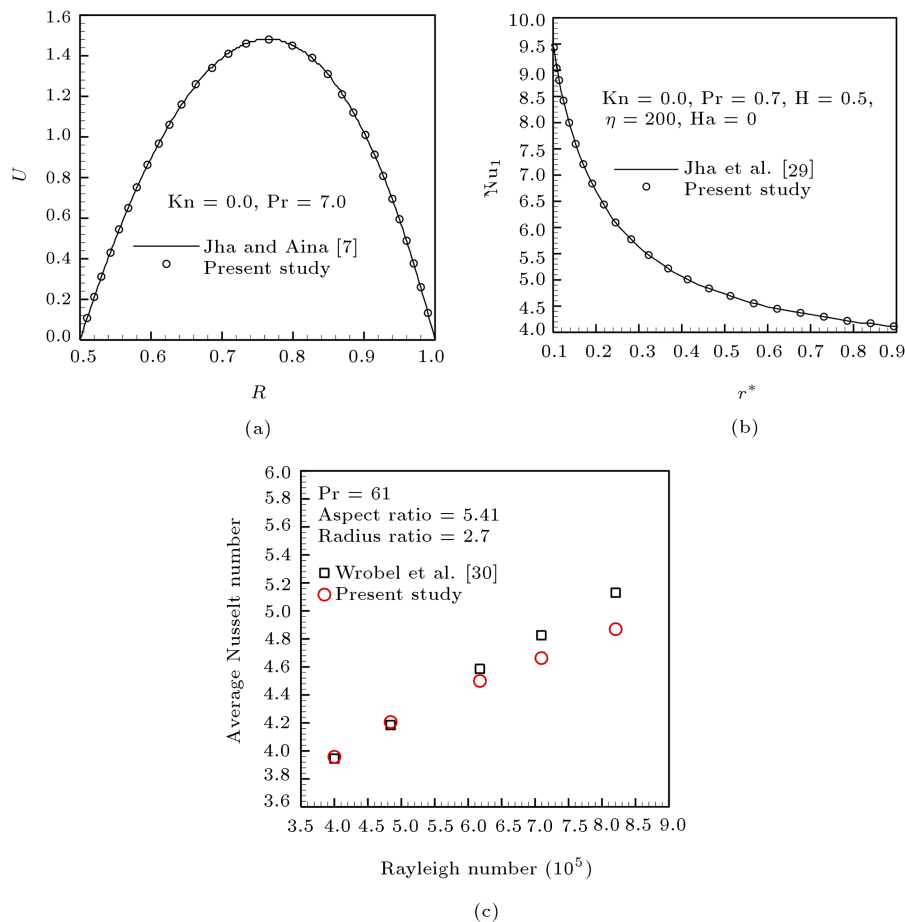 1.6
1.4
1.2
1.0
0.8
0.6
0.4
0.2
0.0
U
Kn = 0.0, Pr = 7.0
Jha and Aina [7]
Present study
0.5 0.6 0.7 0.8 0.9 1.0
R
(a)
10.0
9.5
9.0
8.5
8.0
7.5
7.0
6.5
6.0
5.5
5.0
4.5
4.0
Nu₁
Kn = 0.0, Pr = 0.7, H = 0.5,
η = 200, Ha = 0
Jha et al. [29]
Present study
0.1 0.2 0.3 0.4 0.5 0.6 0.7 0.8 0.9
r*
(b)
6.0
5.8
5.6
5.4
5.2
5.0
4.8
4.6
4.4
4.2
4.0
3.8
3.6
Average Nusselt number
Pr = 61
Aspect ratio = 5.41
Radius ratio = 2.7
Wrobel et al. [30]
Present study
3.5 4.0 4.5 5.0 5.5 6.0 6.5 7.0 7.5 8.0 8.5 9.0
Rayleigh number (10⁵)
(c)